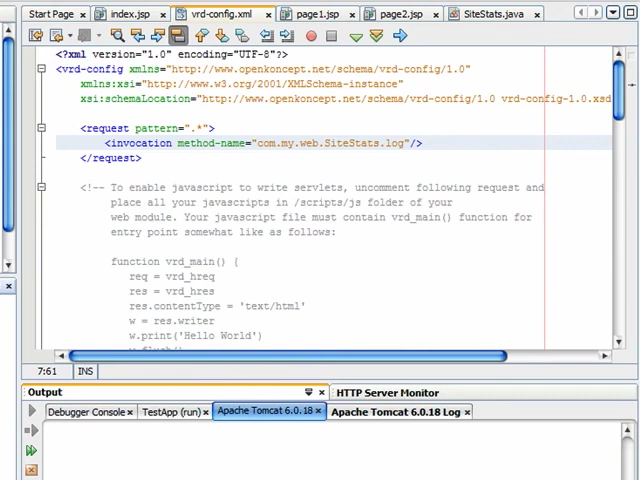 Start Page index.jsp vrd-config.xml page1.jsp page2.jsp SiteStats.java
<?xml version="1.0" encoding="UTF-8"?>
<vrd-config xmlns="http://www.openkoncept.net/schema/vrd-config/1.0"
xmlns:xsi="http://www.w3.org/2001/XMLSchema-instance"
xsi:schemaLocation="http://www.openkoncept.net/schema/vrd-config/1.0 vrd-config-1.0.xsd
<request pattern=".*">
<invocation method-name="com.my.web.SiteStats.log"/>
</request>
<!-- To enable javascript to write servlets, uncomment following request and
place all your javascripts in /scripts/js folder of your
web module. Your javascript file must contain vrd_main() function for
entry point somewhat like as follows:
function vrd_main() {
req = vrd_hreq
res = vrd_hres
res.contentType = 'text/html'
w = res.writer
w.print('Hello World')
7:61 INS
Output HTTP Server Monitor
Debugger Console TestApp (run) Apache Tomcat 6.0.18 Apache Tomcat 6.0.18 Log